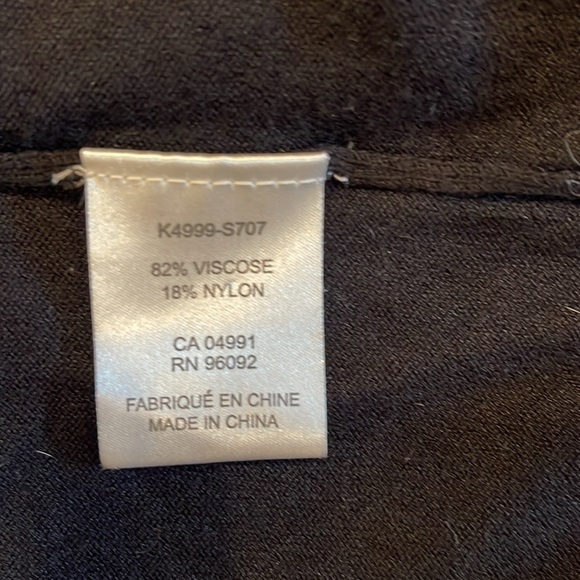 K4999-S707
82% VISCOSE
18% NYLON
CA 04991
RN 96092
FABRIQUÉ EN CHINE
MADE IN CHINA